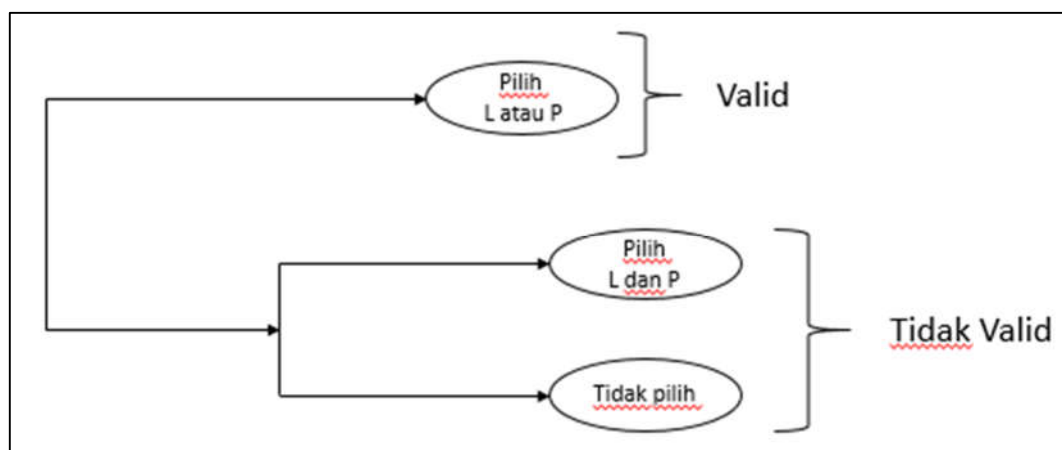 Pilih
L atau P
Valid
Pilih
L dan P
Tidak Valid
Tidak pilih